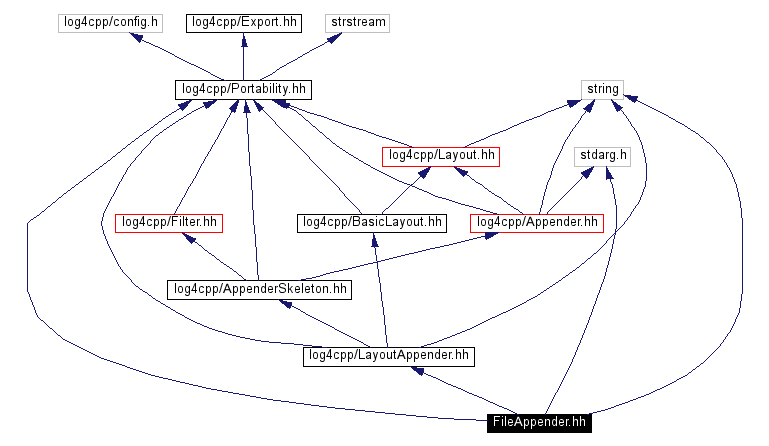 log4cpp/config.h
log4cpp/Export.hh
strstream
log4cpp/Portability.hh
string
log4cpp/Layout.hh
stdarg.h
log4cpp/Filter.hh
log4cpp/BasicLayout.hh
log4cpp/Appender.hh
log4cpp/AppenderSkeleton.hh
log4cpp/LayoutAppender.hh
FileAppender.hh